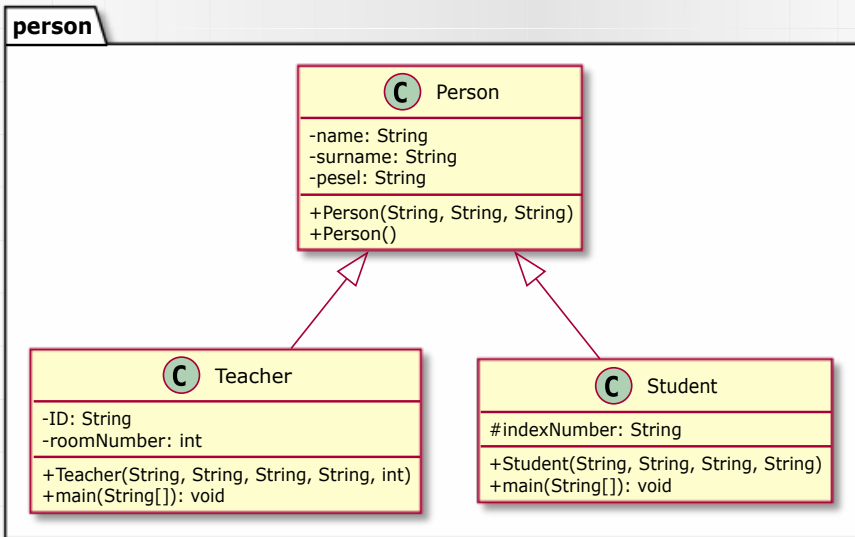 person
C Person
-name: String
-surname: String
-pesel: String
+Person(String, String, String)
+Person()
C Teacher
-ID: String
-roomNumber: int
+Teacher(String, String, String, String, int)
+main(String[]): void
C Student
#indexNumber: String
+Student(String, String, String, String)
+main(String[]): void